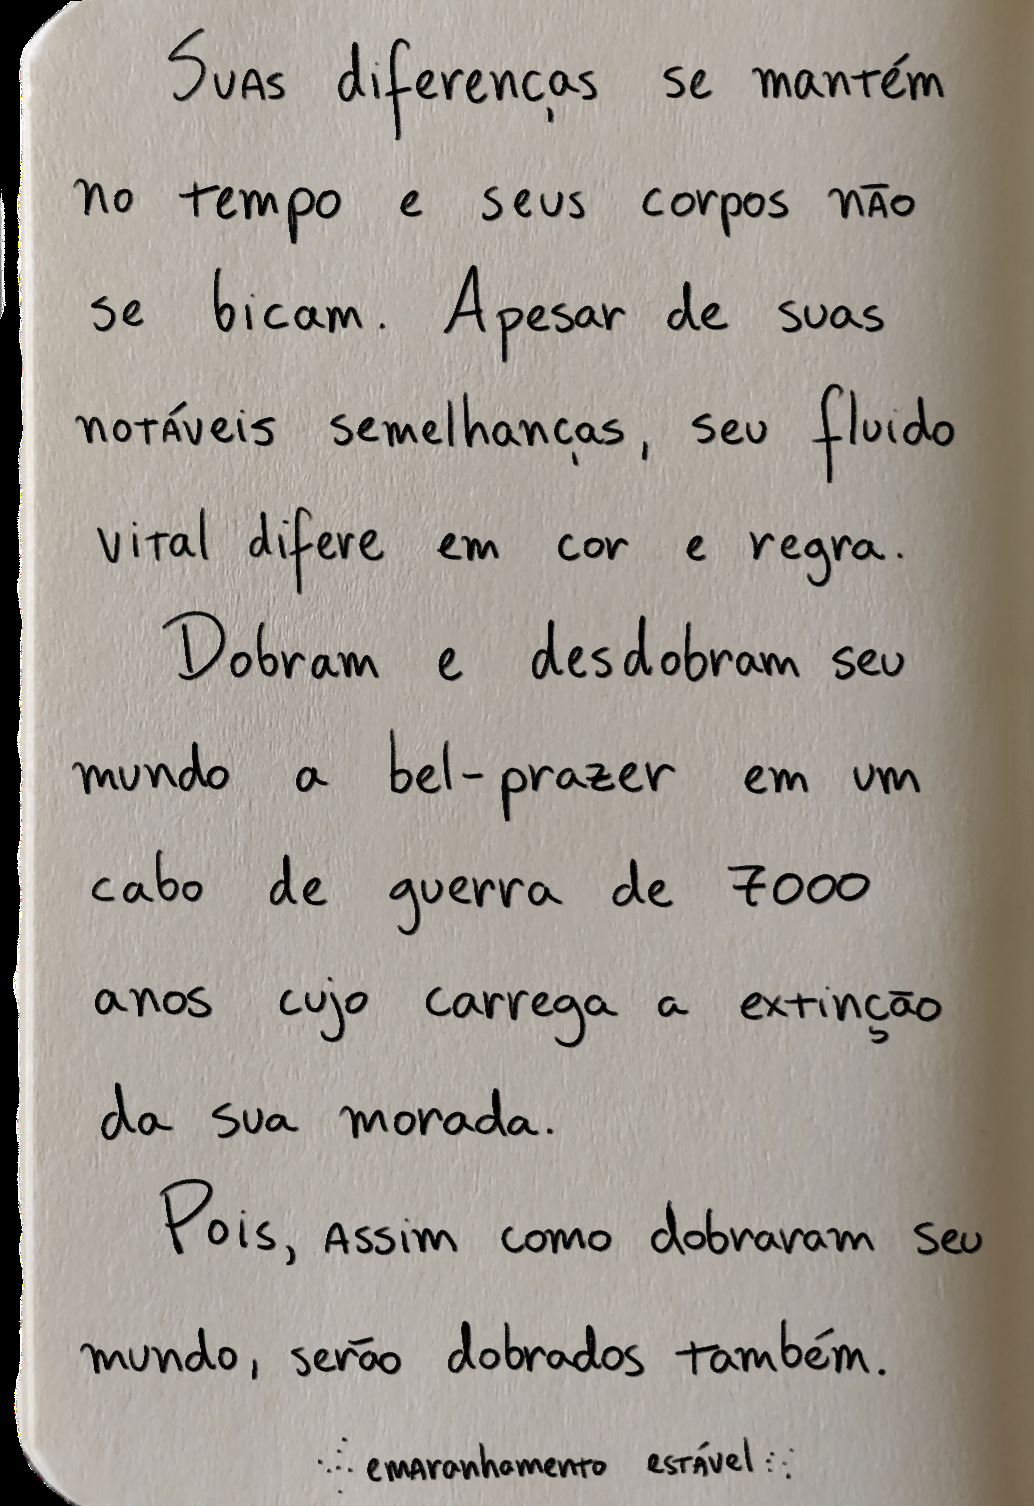 Suas diferenças se mantém
no tempo e seus corpos não
se bicam. Apesar de suas
notáveis semelhanças, seu fluido
vital difere em cor e regra.
Dobram e desdobram seu
mundo a bel-prazer em um
cabo de guerra de 7000
anos cujo carrega a extinção
da sua morada.
Pois, assim como dobraram seu
mundo, serão dobrados também.
emaranhamento estável